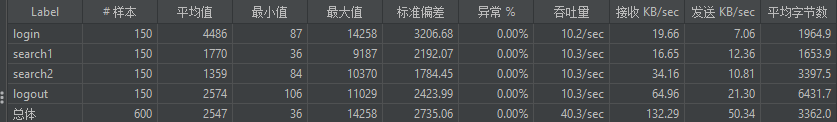 Label # 样本 平均值 最小值 最大值 标准偏差 异常 % 吞吐量 接收 KB/sec 发送 KB/sec 平均字节数
login 150 4486 87 14258 3206.68 0.00% 10.2/sec 19.66 7.06 1964.9
search1 150 1770 36 9187 2192.07 0.00% 10.3/sec 16.65 12.36 1653.9
search2 150 1359 84 10370 1784.45 0.00% 10.3/sec 34.16 10.81 3397.5
logout 150 2574 106 11029 2423.99 0.00% 10.3/sec 64.96 21.30 6431.7
总体 600 2547 36 14258 2735.06 0.00% 40.3/sec 132.29 50.34 3362.0